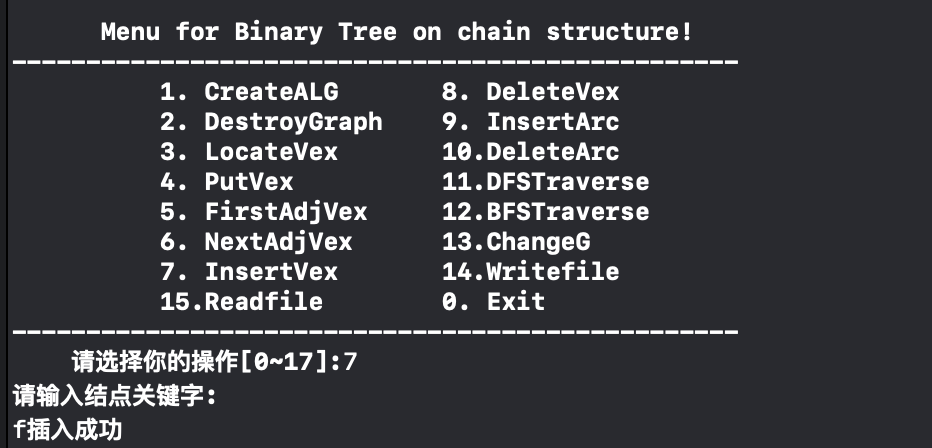 Menu for Binary Tree on chain structure!
-------------------------------------------------
1. CreateALG 8. DeleteVex
2. DestroyGraph 9. InsertArc
3. LocateVex 10.DeleteArc
4. PutVex 11.DFSTraverse
5. FirstAdjVex 12.BFSTraverse
6. NextAdjVex 13.ChangeG
7. InsertVex 14.Writefile
15.Readfile 0. Exit
-------------------------------------------------
请选择你的操作[0~17]:7
请输入结点关键字:
f插入成功